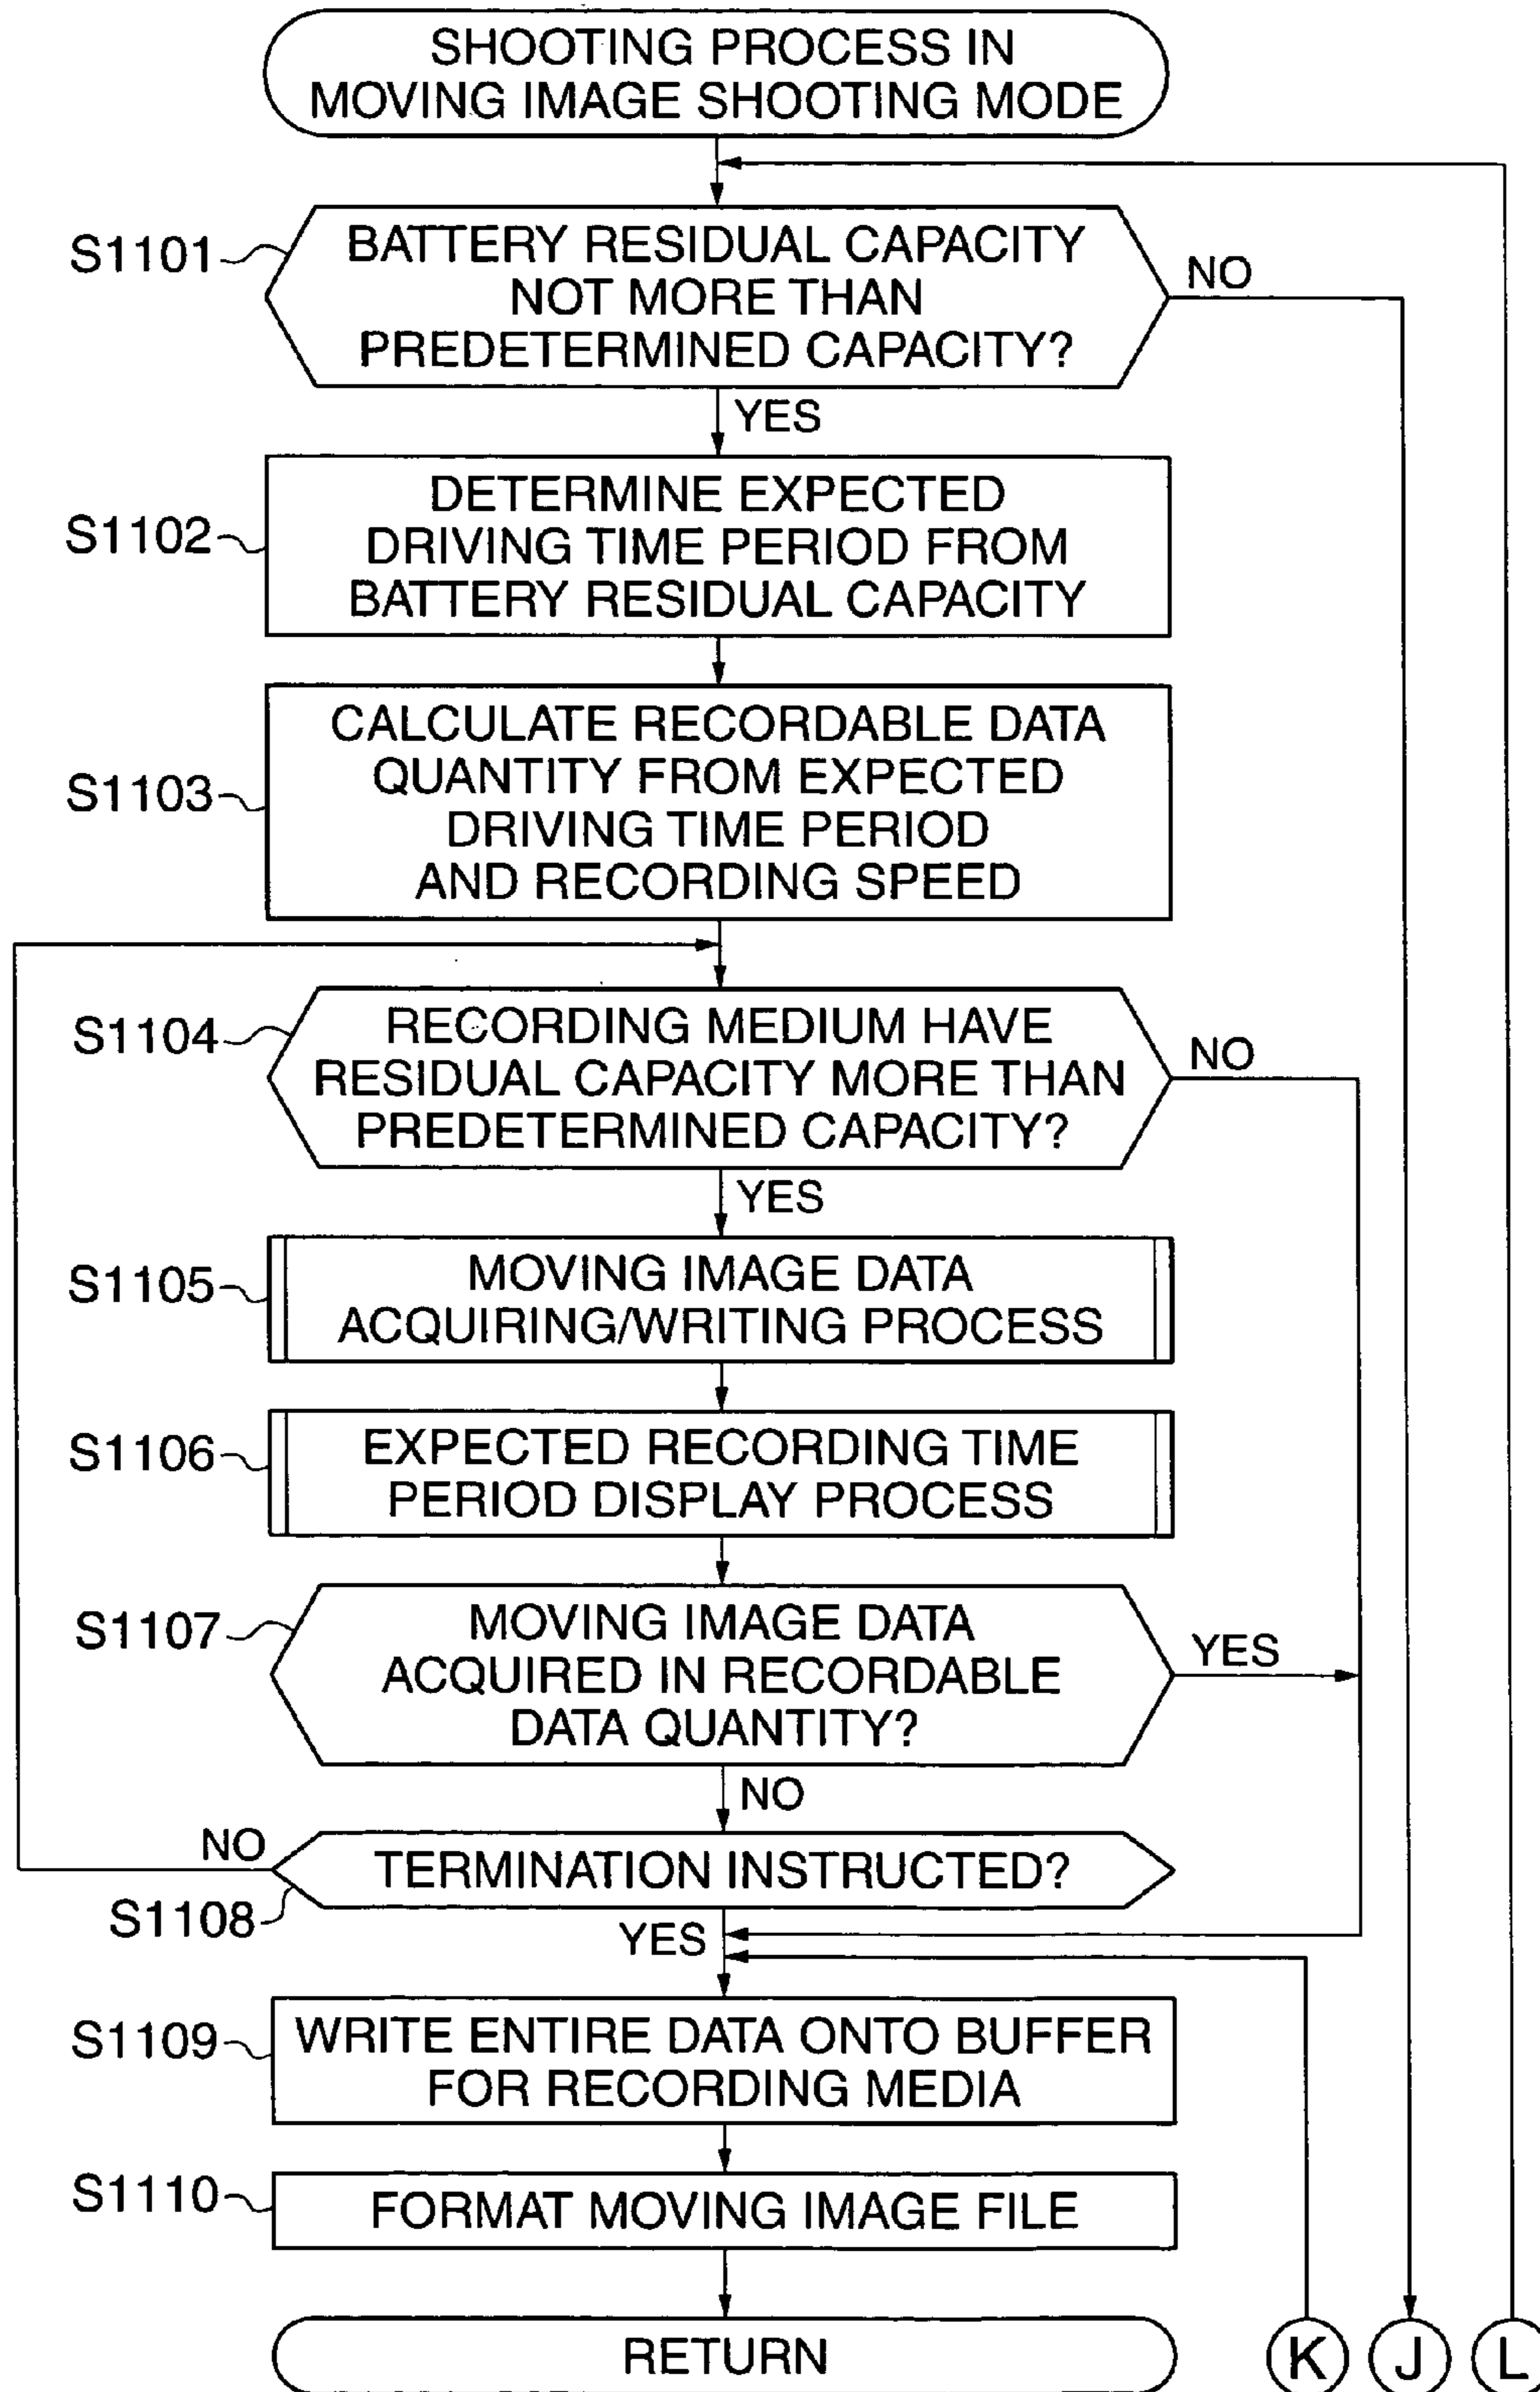 SHOOTING PROCESS IN
MOVING IMAGE SHOOTING MODE
S1101
BATTERY RESIDUAL CAPACITY
NOT MORE THAN
PREDETERMINED CAPACITY?
NO
YES
S1102
DETERMINE EXPECTED
DRIVING TIME PERIOD FROM
BATTERY RESIDUAL CAPACITY
S1103
CALCULATE RECORDABLE DATA
QUANTITY FROM EXPECTED
DRIVING TIME PERIOD
AND RECORDING SPEED
S1104
RECORDING MEDIUM HAVE
RESIDUAL CAPACITY MORE THAN
PREDETERMINED CAPACITY?
NO
YES
S1105
MOVING IMAGE DATA
ACQUIRING/WRITING PROCESS
S1106
EXPECTED RECORDING TIME
PERIOD DISPLAY PROCESS
S1107
MOVING IMAGE DATA
ACQUIRED IN RECORDABLE
DATA QUANTITY?
YES
NO
NO
TERMINATION INSTRUCTED?
S1108
YES
S1109
WRITE ENTIRE DATA ONTO BUFFER
FOR RECORDING MEDIA
S1110
FORMAT MOVING IMAGE FILE
RETURN
K
J
L